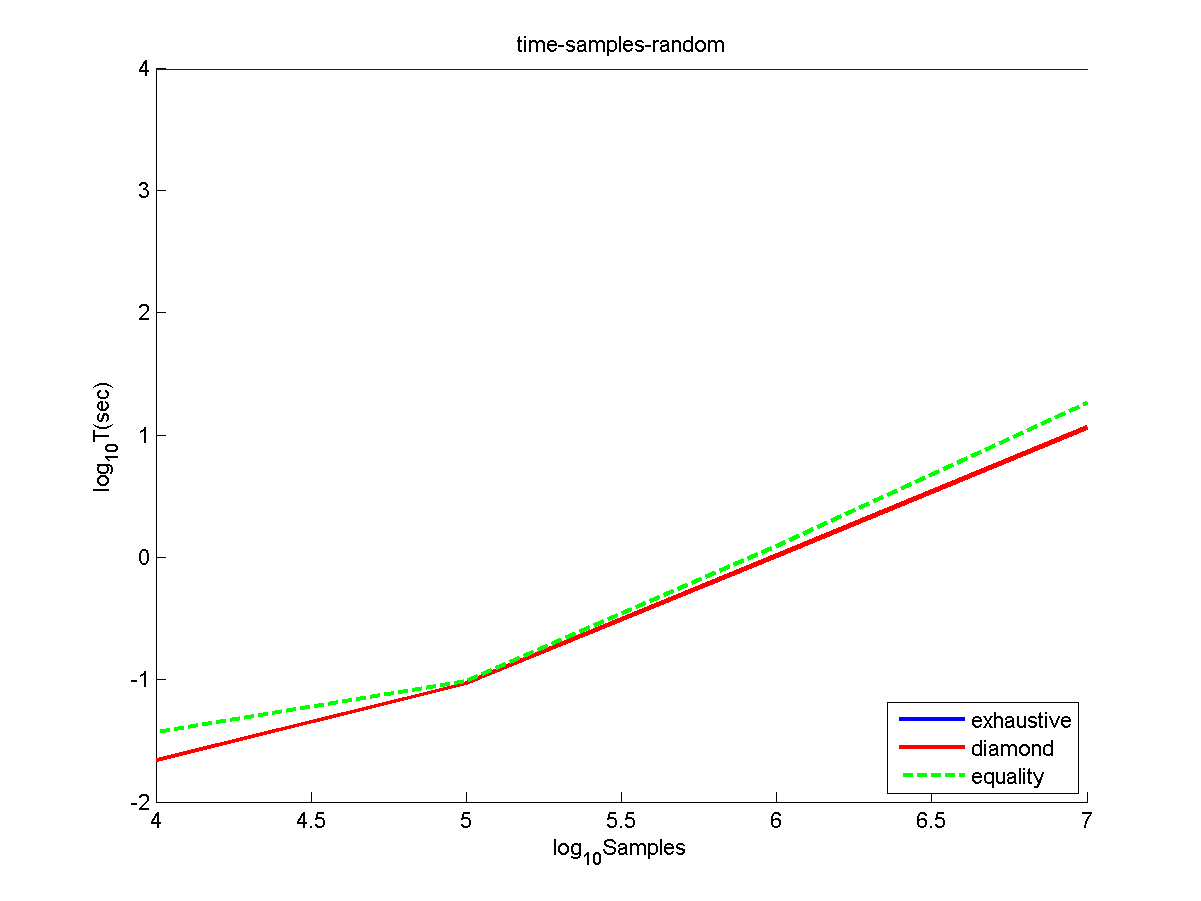 time-samples-random
4
3
2
1
0
-1
-2
log10T(sec)
4 4.5 5 5.5 6 6.5 7
log10Samples
exhaustive
diamond
equality